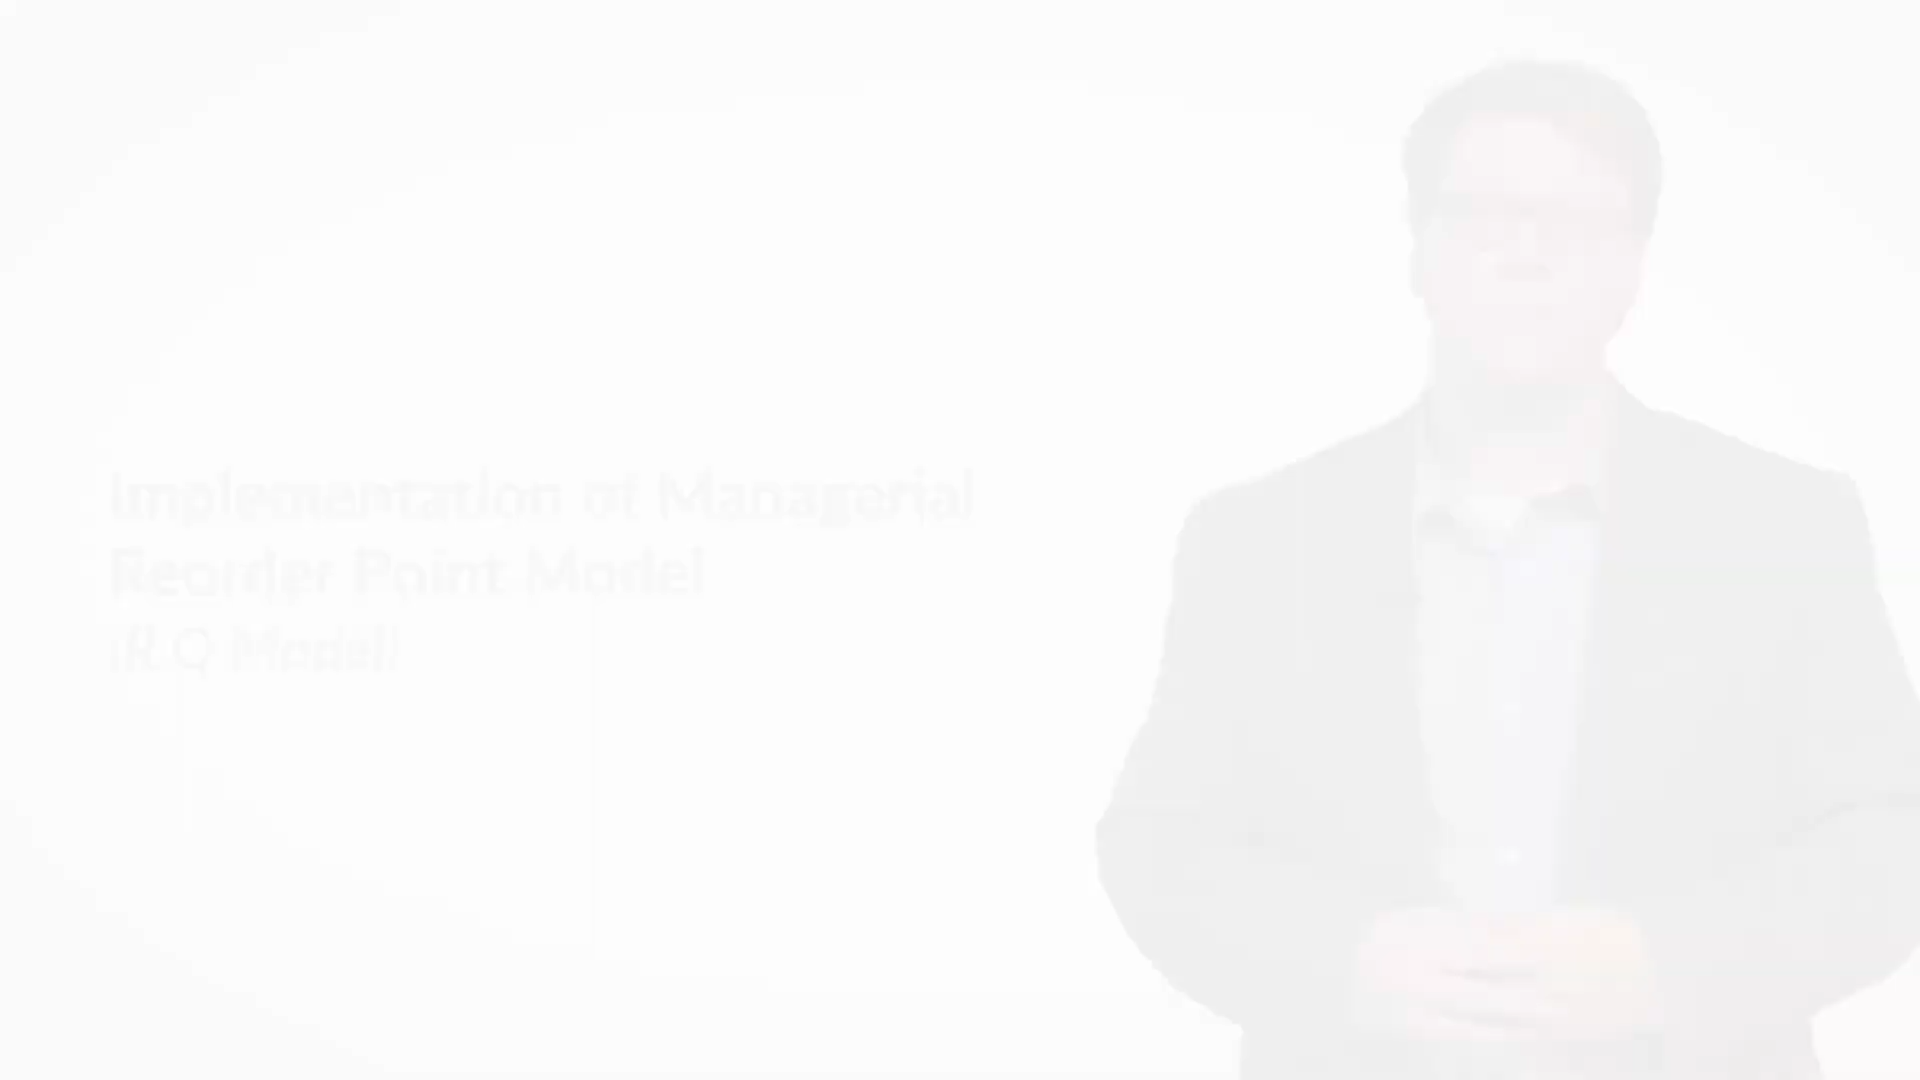 Implementation of Managerial
Reorder Point Model
(R,Q Model)